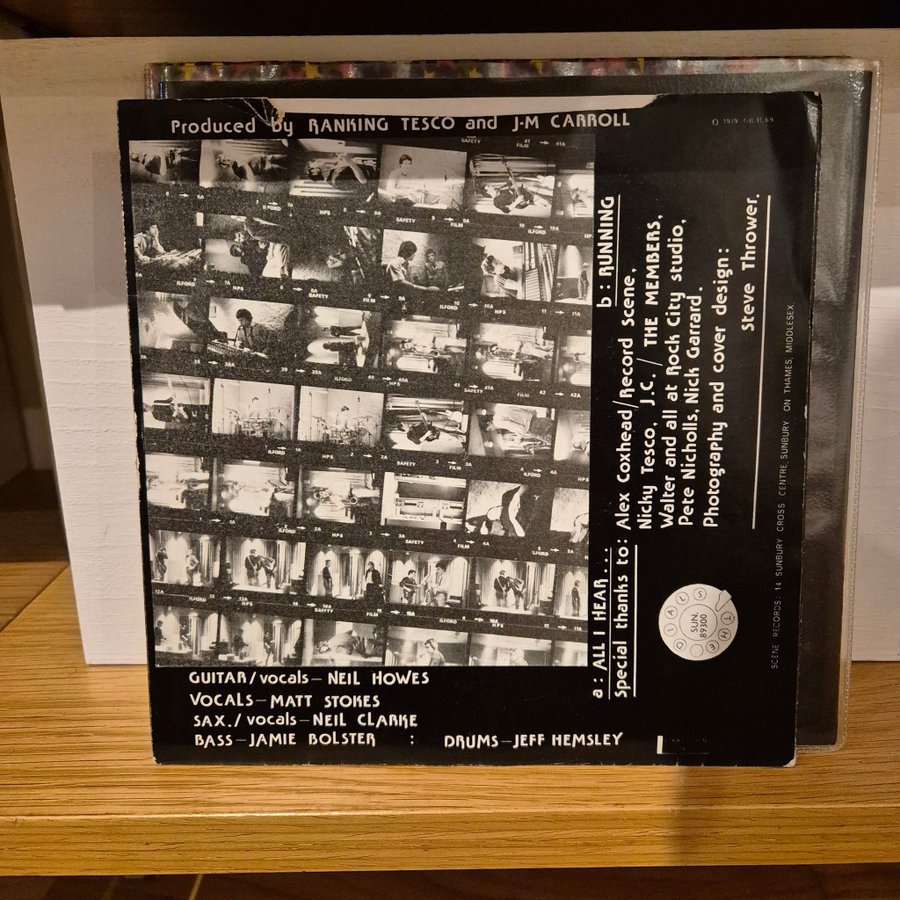 Produced by RANKING TESCO and J-M CARROLL
GUITAR/vocals—NEIL HOWES
VOCALS—MATT STOKES
SAX./vocals—NEIL CLARKE
BASS—JAMIE BOLSTER : DRUMS—JEFF HEMSLEY
a: ALL I HEAR... b: RUNNING
special thanks to: Alex Coxhead/Record Scene,
Nicky Tesco, J.C./ THE MEMBERS,
Walter and all at Rock City studio,
Pete Nicholls, Nick Garrard.
Photography and cover design:
Steve Thrower.
THE DIALS
SUN
89300
SCENE RECORDS: 14 SUNBURY CROSS CENTRE, SUNBURY ON THAMES, MIDDLESEX.